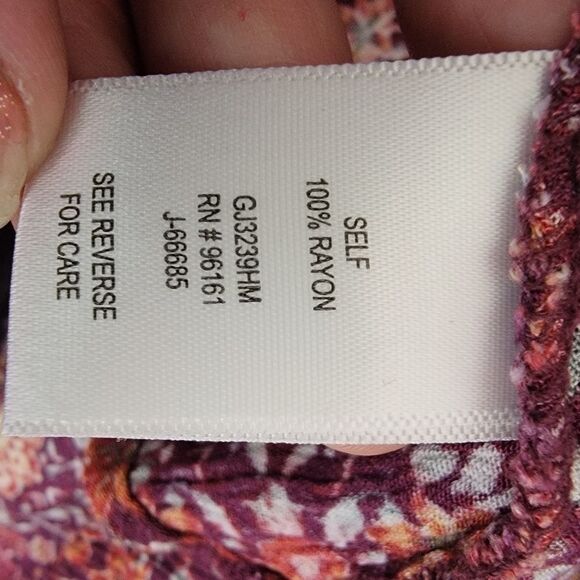 SELF
100% RAYON
GJ3239HM
RN # 96161
J-66685
SEE REVERSE
FOR CARE